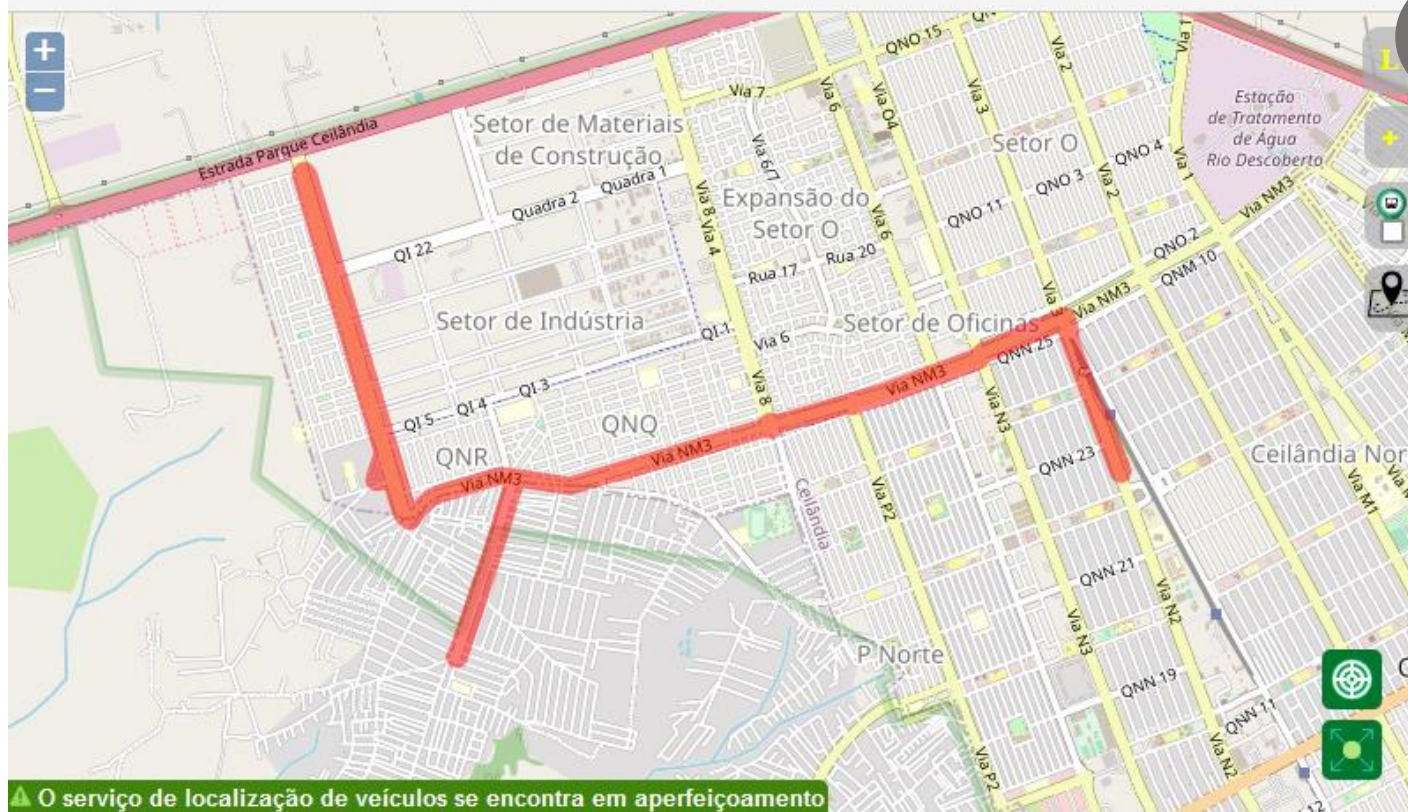 +
−
Estrada Parque Ceilândia
Setor de Materiais
de Construção
Quadra 1
Quadra 2
QI 22
Setor de Indústria
QI 1
QI 3
QI 4
QI 5
QNR
QNQ
Via NM3
Via NM3
Via NM3
Via NM3
Via NM3
Via 7
Via 6/7
Via 8
Via 4
Via 8
Via 6
Via 6
Via 6
Via O4
QNO 15
Expansão do
Setor O
Rua 17
Rua 20
Setor de Oficinas
Setor O
Via 3
Via 2
Via 2
Via 1
Via 1
QNO 4
QNO 3
QNO 11
QNO 2
QNM 10
Estação
de Tratamento
de Água
Rio Descoberto
L
+
QNN 25
QNN 23
QNN 21
QNN 19
QNN 11
Via N3
Via N3
Via N2
Via N2
Via P2
Via P2
Via M1
Ceilândia Nor
Ceilândia
P Norte
12
O serviço de localização de veículos se encontra em aperfeiçoamento